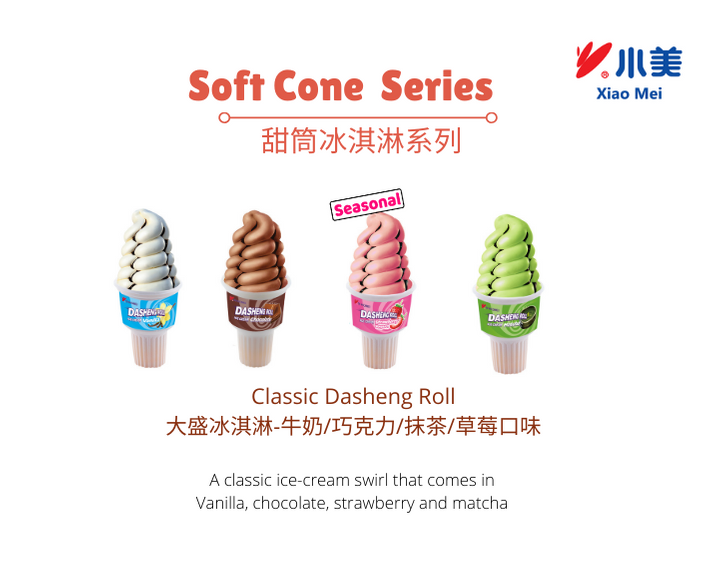 小美
Xiao Mei
Soft Cone Series
甜筒冰淇淋系列
Seasonal
DASHENG ROLL
DASHENG ROLL
Chocolate
DASHENG ROLL
DASHENG ROLL
Classic Dasheng Roll
大盛冰淇淋-牛奶/巧克力/抹茶/草莓口味
A classic ice-cream swirl that comes in
Vanilla, chocolate, strawberry and matcha